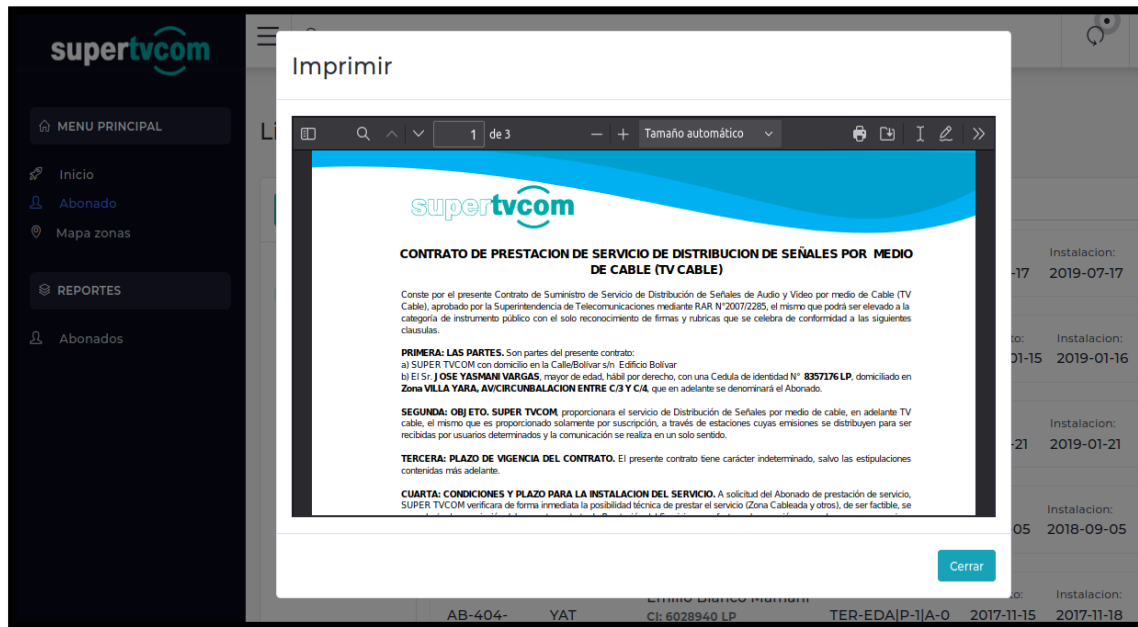 supertvcom
MENU PRINCIPAL
Inicio
Abonado
Mapa zonas
REPORTES
Abonados
Imprimir
1 de 3
Tamaño automático
supertvcom
CONTRATO DE PRESTACION DE SERVICIO DE DISTRIBUCION DE SEÑALES POR MEDIO
DE CABLE (TV CABLE)
Conste por el presente Contrato de Suministro de Servicio de Distribución de Señales de Audio y Video por medio de Cable (TV
Cable), aprobado por la Superintendencia de Telecomunicaciones mediante RAR N°2007/2285, el mismo que podrá ser elevado a la
categoría de instrumento público con el solo reconocimiento de firmas y rubricas que se celebra de conformidad a las siguientes
clausulas.
PRIMERA: LAS PARTES. Son partes del presente contrato:
a) SUPER TVCOM con domicilio en la Calle/Bolívar s/n Edificio Bolívar
b) El Sr. JOSE YASMANI VARGAS, mayor de edad, hábil por derecho, con una Cedula de identidad N° 8357176 LP, domiciliado en
Zona VILLA YARA, AV/CIRCUNBALACION ENTRE C/3 Y C/4, que en adelante se denominará el Abonado.
SEGUNDA: OBJETO. SUPER TVCOM, proporcionara el servicio de Distribución de Señales por medio de cable, en adelante TV
cable, el mismo que es proporcionado solamente por suscripción, a través de estaciones cuyas emisiones se distribuyen para ser
recibidas por usuarios determinados y la comunicación se realiza en un solo sentido.
TERCERA: PLAZO DE VIGENCIA DEL CONTRATO. El presente contrato tiene carácter indeterminado, salvo las estipulaciones
contenidas más adelante.
CUARTA: CONDICIONES Y PLAZO PARA LA INSTALACION DEL SERVICIO. A solicitud del Abonado de prestación de servicio,
SUPER TVCOM verificara de forma inmediata la posibilidad técnica de prestar el servicio (Zona Cableada y otros), de ser factible, se
Cerrar
Li
Instalacion:
-17 2019-07-17
to: Instalacion:
01-15 2019-01-16
Instalacion:
-21 2019-01-21
Instalacion:
-05 2018-09-05
Emilio Blanco Mamani
to: Instalacion:
AB-404- YAT CI: 6028940 LP TER-EDA|P-1|A-0 2017-11-15 2017-11-18